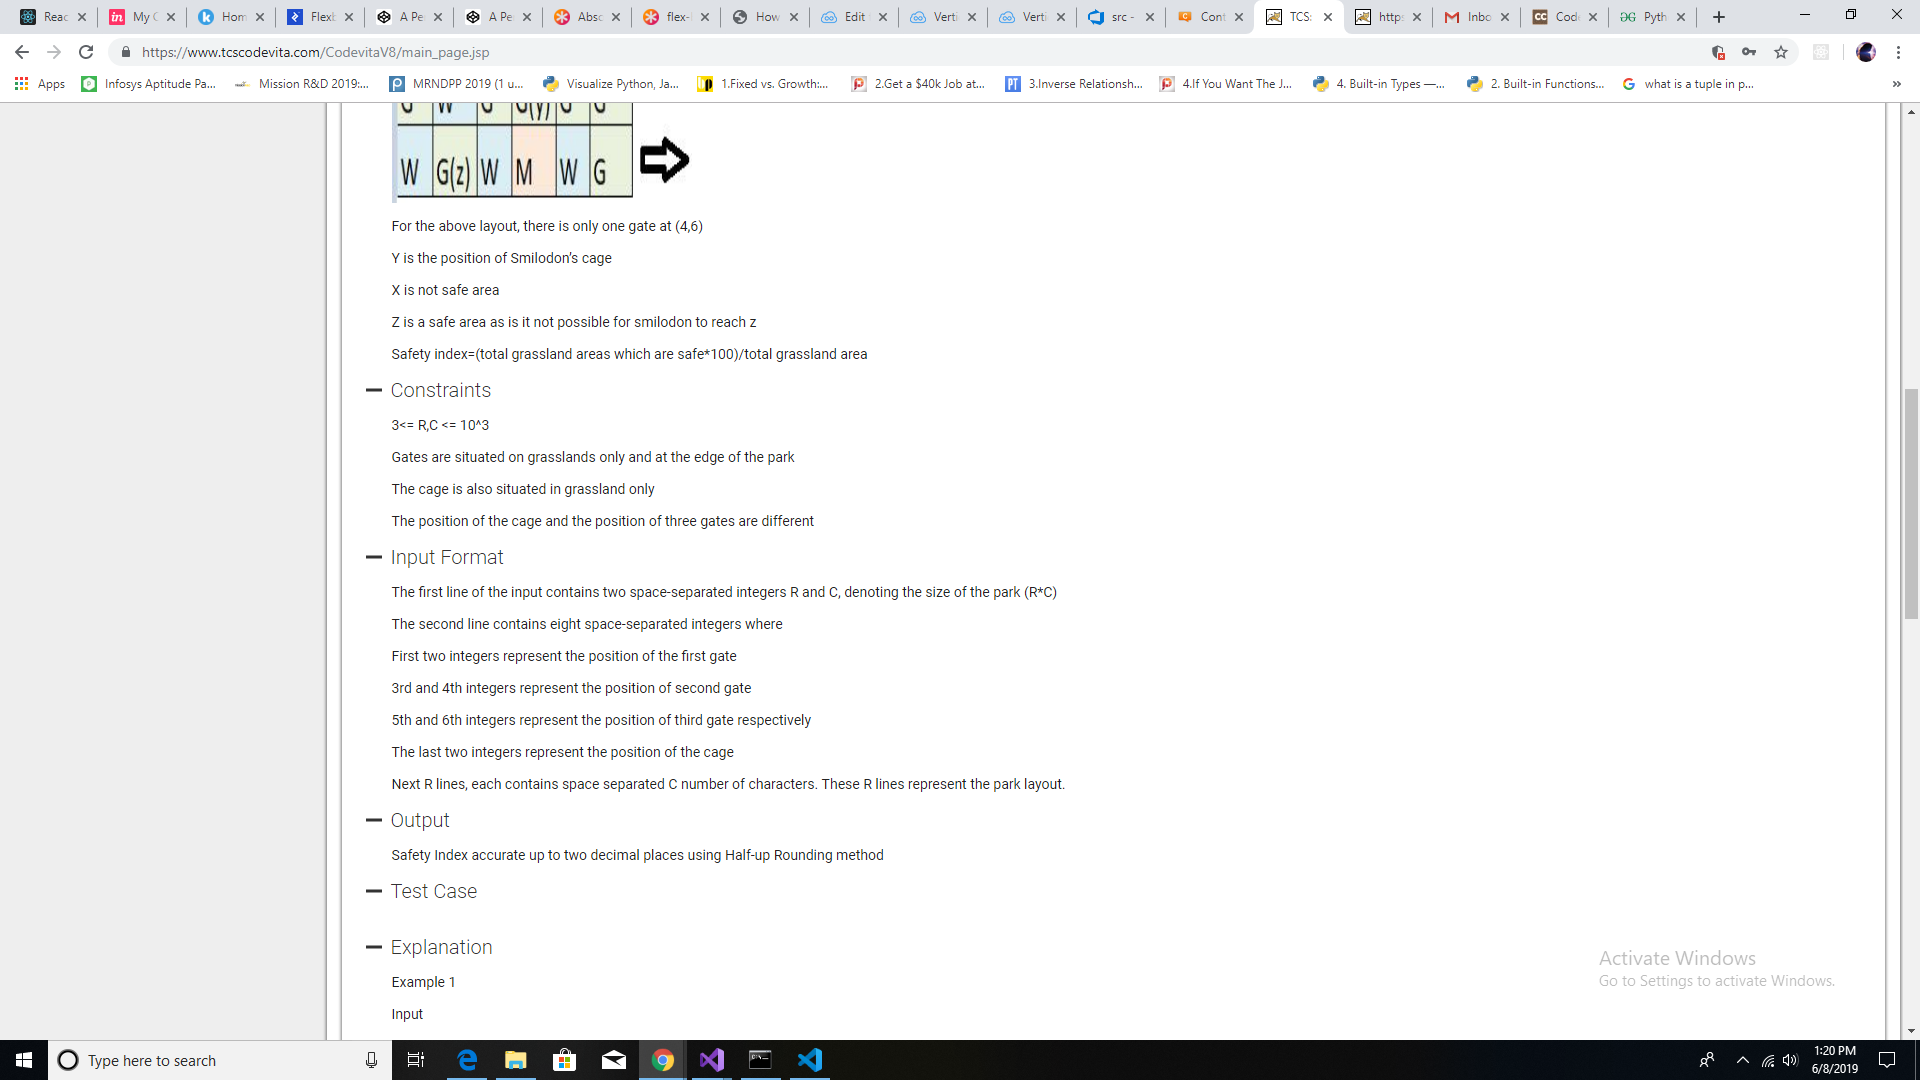 Reac
My C
Hom
Flexl
A Pe
A Pe
Absc
flex-
How
Edit
Verti
Verti
src -
Cont
TCS:
https
Inbo
Code
Pyth
https://www.tcscodevita.com/CodevitaV8/main_page.jsp
Apps
Infosys Aptitude Pa...
Mission R&D 2019:...
MRNDPP 2019 (1 u...
Visualize Python, Ja...
1.Fixed vs. Growth:...
2.Get a $40k Job at...
3.Inverse Relationsh...
4.If You Want The J...
4. Built-in Types —...
2. Built-in Functions...
what is a tuple in p...
G W G G(y) G G
W G(z) W M W G
For the above layout, there is only one gate at (4,6)
Y is the position of Smilodon's cage
X is not safe area
Z is a safe area as is it not possible for smilodon to reach z
Safety index=(total grassland areas which are safe*100)/total grassland area
Constraints
3<= R,C <= 10^3
Gates are situated on grasslands only and at the edge of the park
The cage is also situated in grassland only
The position of the cage and the position of three gates are different
Input Format
The first line of the input contains two space-separated integers R and C, denoting the size of the park (R*C)
The second line contains eight space-separated integers where
First two integers represent the position of the first gate
3rd and 4th integers represent the position of second gate
5th and 6th integers represent the position of third gate respectively
The last two integers represent the position of the cage
Next R lines, each contains space separated C number of characters. These R lines represent the park layout.
Output
Safety Index accurate up to two decimal places using Half-up Rounding method
Test Case
Explanation
Example 1
Input
Activate Windows
Go to Settings to activate Windows.
Type here to search
1:20 PM
6/8/2019